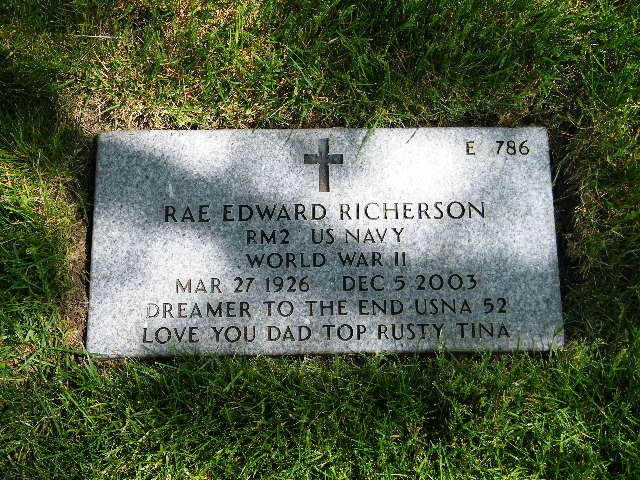 E 786
RAE EDWARD RICHERSON
RM2 US NAVY
WORLD WAR II
MAR 27 1926 DEC 5 2003
DREAMER TO THE END USNA 52
LOVE YOU DAD TOP RUSTY TINA